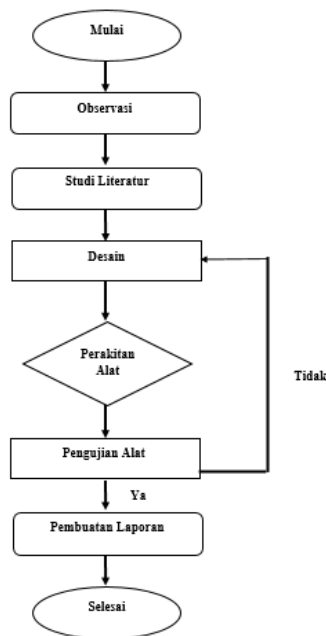 Mulai
Observasi
Studi Literatur
Desain
Perakitan
Alat
Tidak
Pengujian Alat
Ya
Pembuatan Laporan
Selesai